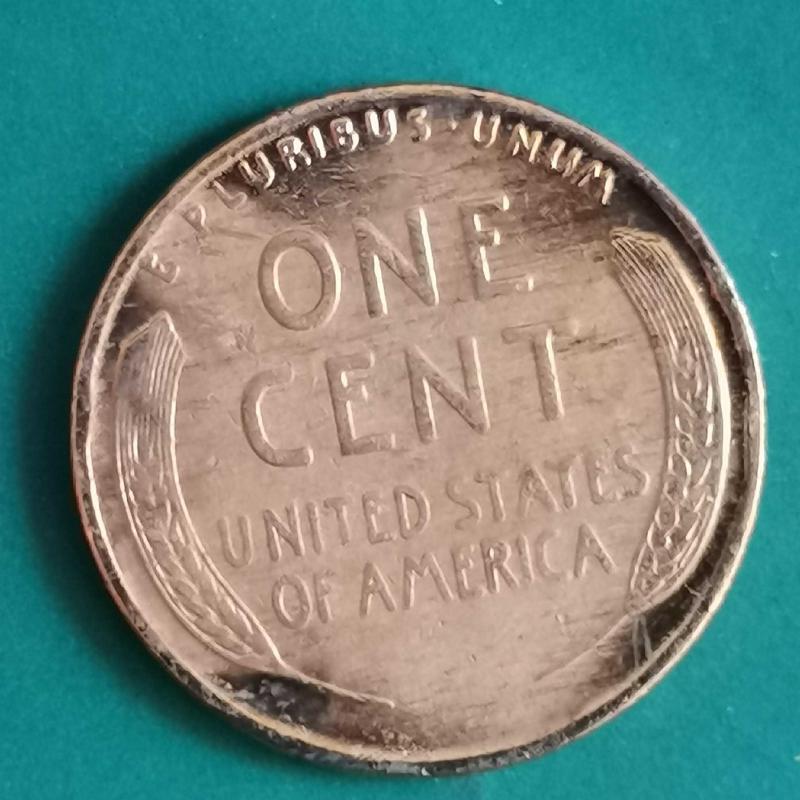 E·PLURIBUS·UNUM
ONE
CENT
UNITED STATES
OF AMERICA